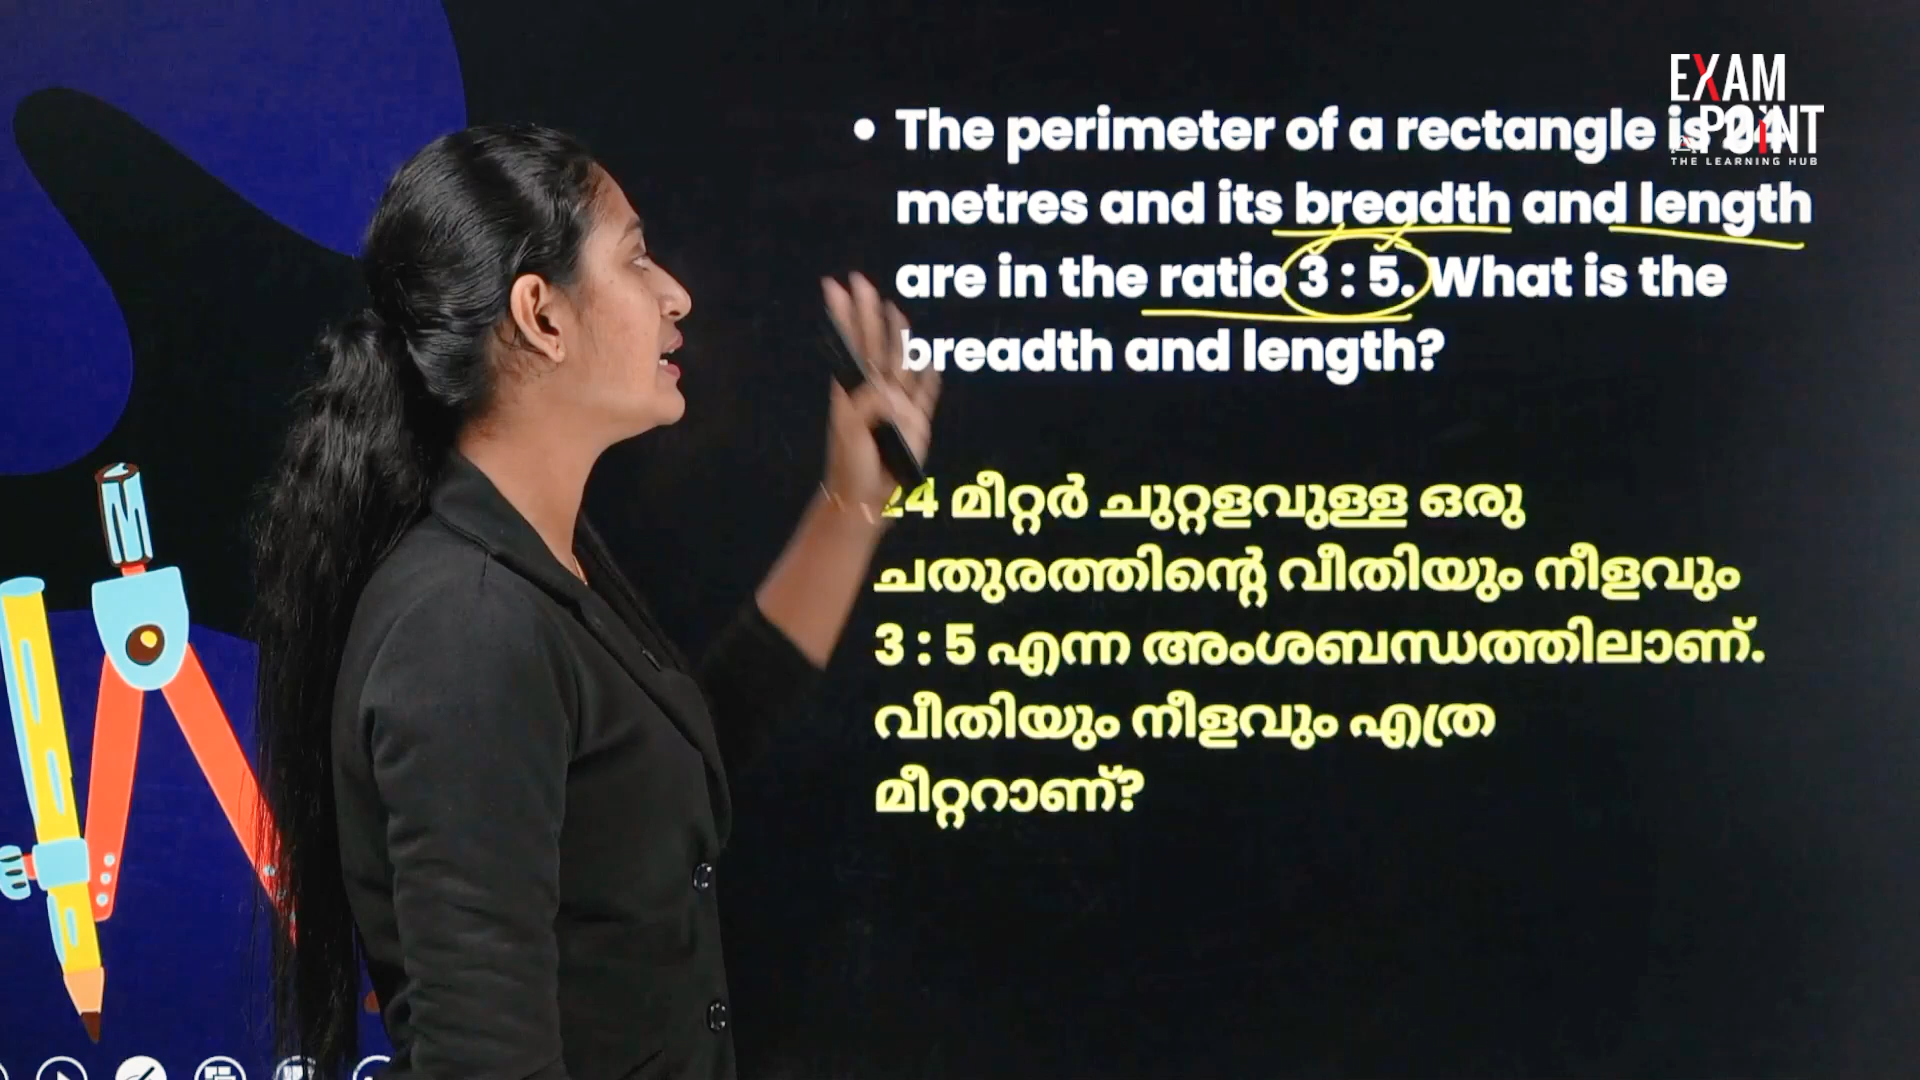 EXAM
POINT
THE LEARNING HUB
• The perimeter of a rectangle is 24
metres and its breadth and length
are in the ratio 3 : 5. What is the
breadth and length?
24 മീറ്റർ ചുറ്റളവുള്ള ഒരു
ചതുരത്തിന്റെ വീതിയും നീളവും
3 : 5 എന്ന അംശബന്ധത്തിലാണ്.
വീതിയും നീളവും എത്ര
മീറ്ററാണ്?